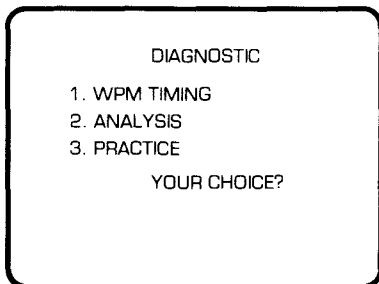 DIAGNOSTIC
1. WPM TIMING
2. ANALYSIS
3. PRACTICE
YOUR CHOICE?